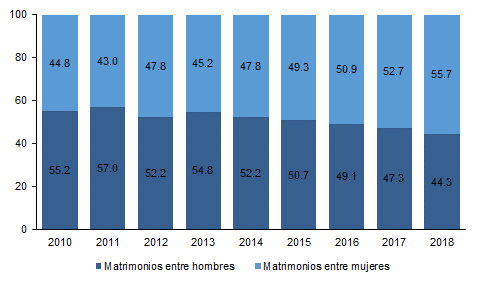 100
80
60
40
20
0
44.8 43.0 47.8 45.2 47.8 49.3 50.9 52.7 55.7
55.2 57.0 52.2 54.8 52.2 50.7 49.1 47.3 44.3
2010 2011 2012 2013 2014 2015 2016 2017 2018
Matrimonios entre hombres Matrimonios entre mujeres